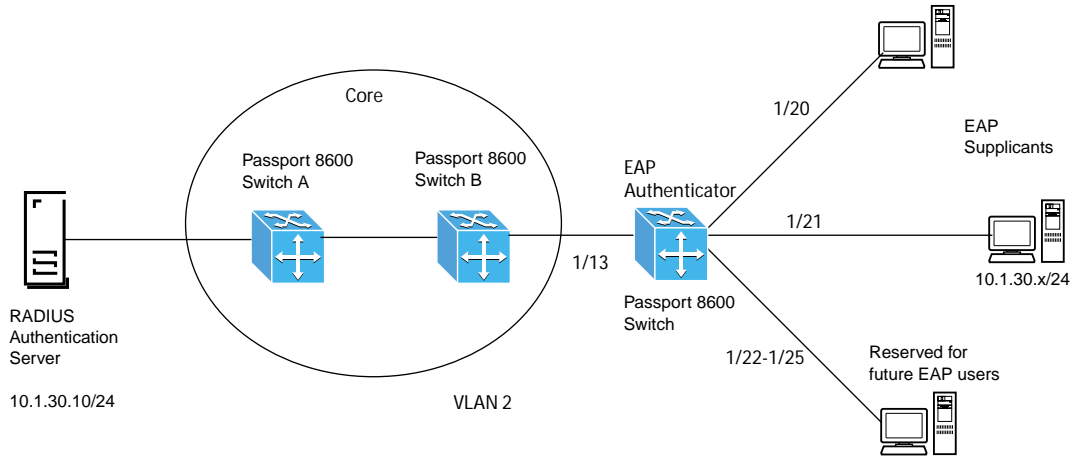 Core
Passport 8600
Switch A
Passport 8600
Switch B
EAP
Authenticator
1/20
EAP
Supplicants
1/21
1/13
10.1.30.x/24
Passport 8600
Switch
RADIUS
Authentication
Server
10.1.30.10/24
VLAN 2
1/22-1/25
Reserved for
future EAP users